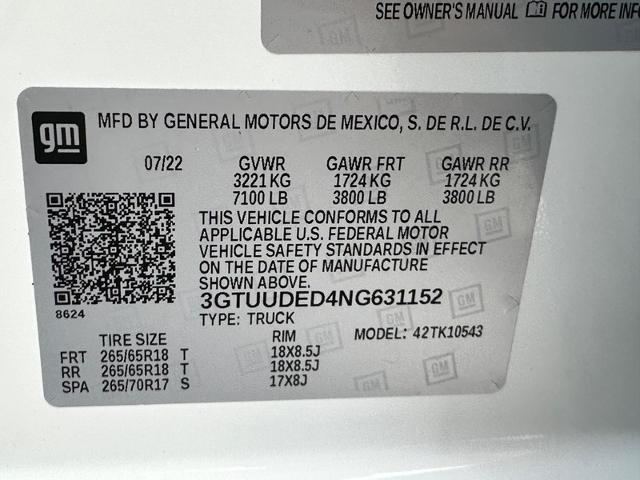 SEE OWNER'S MANUAL FOR MORE INFO
gm MFD BY GENERAL MOTORS DE MEXICO, S. DE R.L. DE C.V.
07/22 GVWR GAWR FRT GAWR RR
3221 KG 1724 KG 1724 KG
7100 LB 3800 LB 3800 LB
THIS VEHICLE CONFORMS TO ALL
APPLICABLE U.S. FEDERAL MOTOR
VEHICLE SAFETY STANDARDS IN EFFECT
ON THE DATE OF MANUFACTURE
SHOWN ABOVE.
3GTUUDED4NG631152
8624 TYPE: TRUCK MODEL: 42TK10543
TIRE SIZE RIM
FRT 265/65R18 T 18X8.5J
RR 265/65R18 T 18X8.5J
SPA 265/70R17 S 17X8J